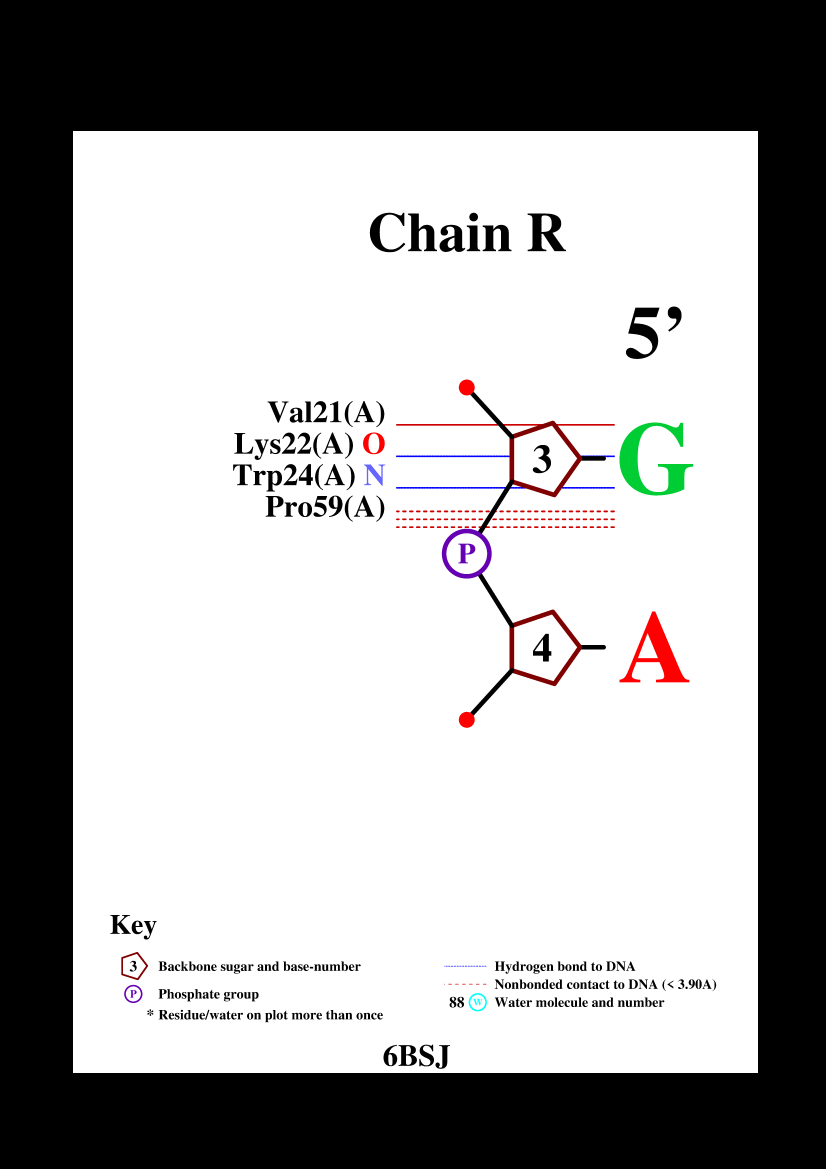 Chain R
5’
Val21(A)
Lys22(A) O
Trp24(A) N
Pro59(A)
3
G
P
4
A
Key
3 Backbone sugar and base-number
P Phosphate group
* Residue/water on plot more than once
Hydrogen bond to DNA
Nonbonded contact to DNA (< 3.90A)
88 W Water molecule and number
6BSJ